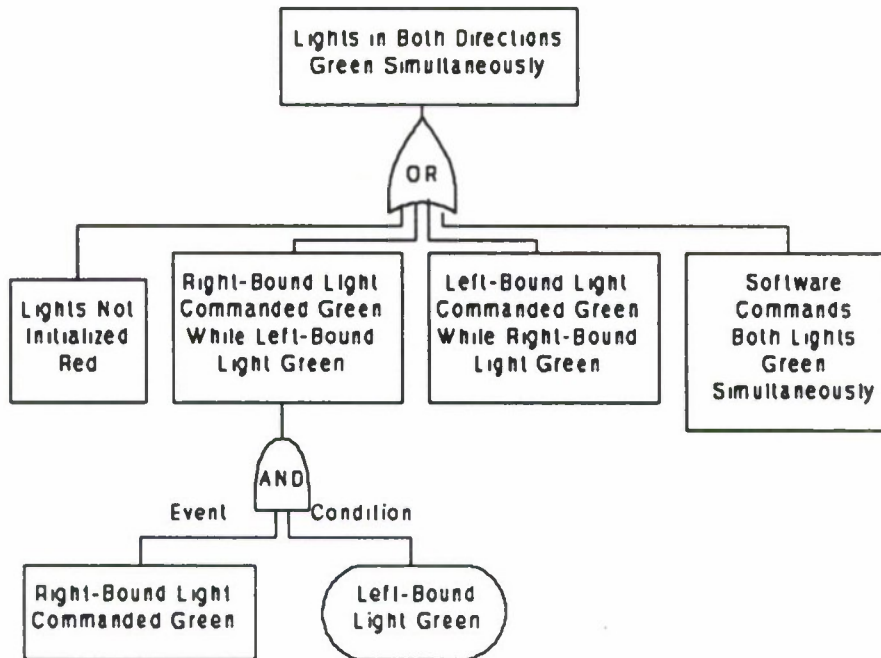 Lights in Both Directions
Green Simultaneously
OR
Lights Not
Initialized
Red
Right-Bound Light
Commanded Green
While Left-Bound
Light Green
Left-Bound Light
Commanded Green
While Right-Bound
Light Green
Software
Commands
Both Lights
Green
Simultaneously
AND
Event
Condition
Right-Bound Light
Commanded Green
Left-Bound
Light Green